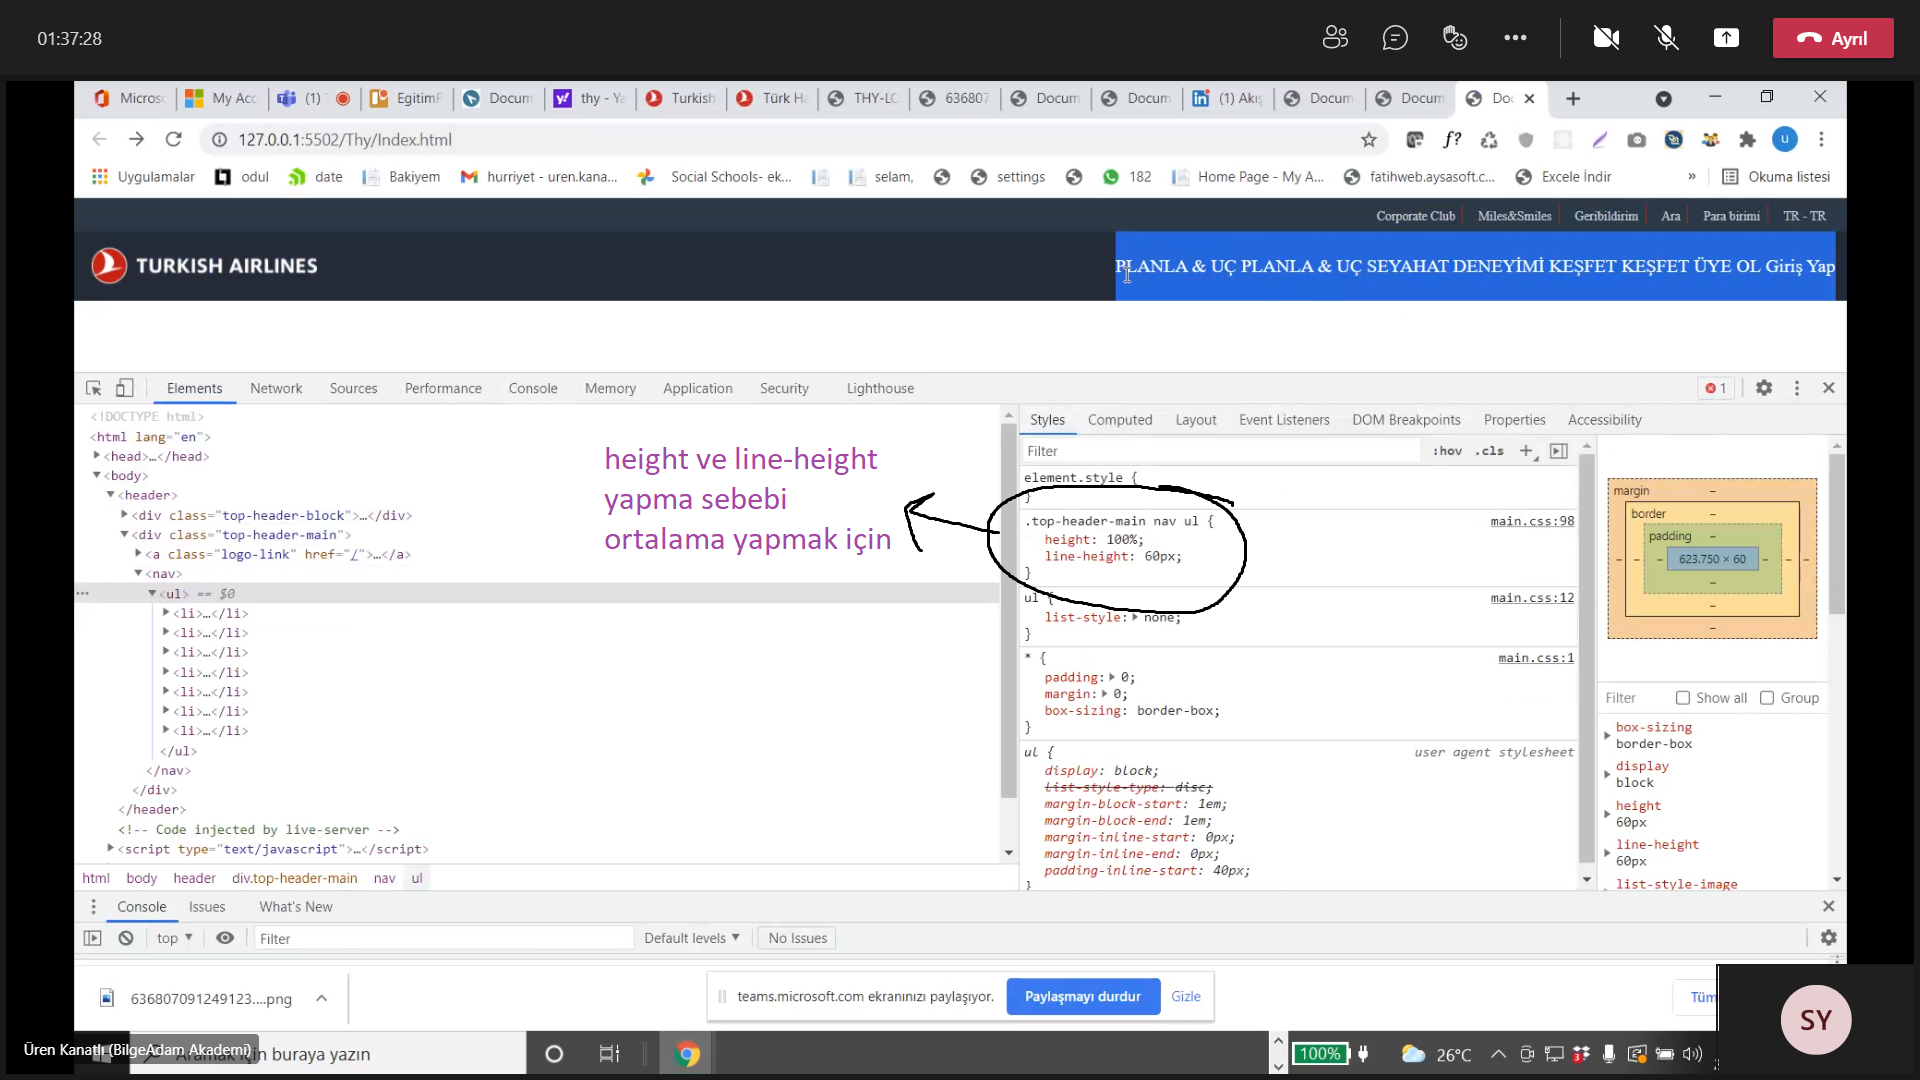 01:37:28
Ayrıl
Microso
My Acc
(1)
EgitimF
Docum
thy - Ya
Turkish
Türk Ha
THY-LO
636807
Docum
Docum
(1) Akış
Docum
Docum
Doc
127.0.0.1:5502/Thy/Index.html
f?
u
Uygulamalar
odul
date
Bakiyem
hurriyet - uren.kana...
Social Schools- ek...
selam,
settings
182
Home Page - My A...
fatihweb.aysasoft.c...
Excele İndir
»
Okuma listesi
Corporate Club
Miles&Smiles
Geribildirim
Ara
Para birimi
TR - TR
TURKISH AIRLINES
PLANLA & UÇ PLANLA & UÇ SEYAHAT DENEYİMİ KEŞFET KEŞFET ÜYE OL Giriş Yap
Elements Network Sources Performance Console Memory Application Security Lighthouse
1
<!DOCTYPE html>
<html lang="en">
<head>…</head>
<body>
<header>
<div class="top-header-block">…</div>
<div class="top-header-main">
<a class="logo-link" href="/">…</a>
<nav>
<ul> == $0
<li>…</li>
<li>…</li>
<li>…</li>
<li>…</li>
<li>…</li>
<li>…</li>
<li>…</li>
</ul>
</nav>
</div>
</header>
<!-- Code injected by live-server -->
<script type="text/javascript">…</script>
html body header div.top-header-main nav ul
height ve line-height
yapma sebebi
ortalama yapmak için
Styles Computed Layout Event Listeners DOM Breakpoints Properties Accessibility
Filter
:hov .cls
element.style {
}
.top-header-main nav ul {
main.css:98
height: 100%;
line-height: 60px;
}
ul {
main.css:12
list-style: none;
}
* {
main.css:1
padding: 0;
margin: 0;
box-sizing: border-box;
}
ul {
user agent stylesheet
display: block;
list-style-type: disc;
margin-block-start: 1em;
margin-block-end: 1em;
margin-inline-start: 0px;
margin-inline-end: 0px;
padding-inline-start: 40px;
}
margin
–
border
–
padding
–
623.750 × 60
Filter
Show all
Group
box-sizing
border-box
display
block
height
60px
line-height
60px
list-style-image
Console Issues What's New
top
Filter
Default levels
No Issues
636807091249123....png
teams.microsoft.com ekranınızı paylaşıyor.
Paylaşmayı durdur
Gizle
Tüm
SY
Üren Kanatlı (BilgeAdam Akademi)
Aramak için buraya yazın
100%
26°C
3